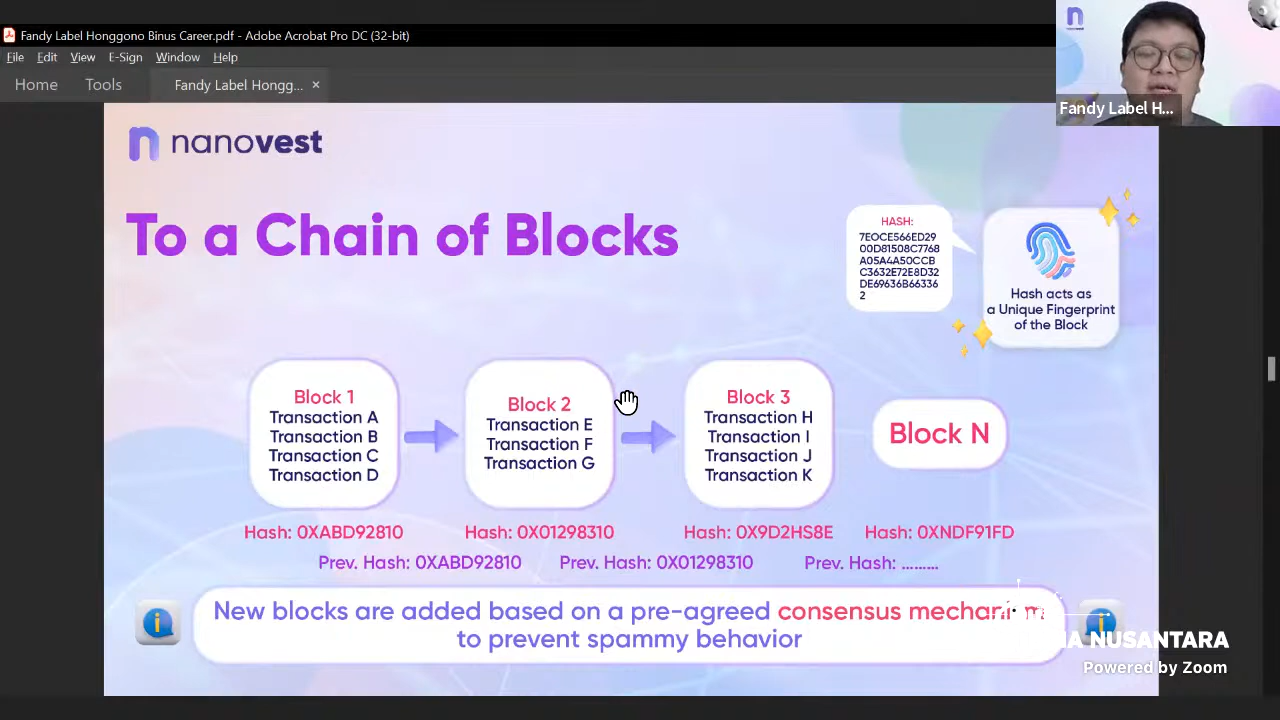 Fandy Label Honggono Binus Career.pdf - Adobe Acrobat Pro DC (32-bit)
File Edit View E-Sign Window Help
Home Tools Fandy Label Hongg... ×
Fandy Label H...
nanovest
To a Chain of Blocks
HASH:
7EOCE566ED29
00D81508C7768
A05A4A50CCB
C3632E72E8D32
DE69636B66336
2
Hash acts as
a Unique Fingerprint
of the Block
Block 1
Transaction A
Transaction B
Transaction C
Transaction D
Block 2
Transaction E
Transaction F
Transaction G
Block 3
Transaction H
Transaction I
Transaction J
Transaction K
Block N
Hash: 0XABD92810
Hash: 0X01298310
Hash: 0X9D2HS8E
Hash: 0XNDF91FD
Prev. Hash: 0XABD92810
Prev. Hash: 0X01298310
Prev. Hash: .........
New blocks are added based on a pre-agreed consensus mechanism
to prevent spammy behavior
NUSANTARA
Powered by Zoom